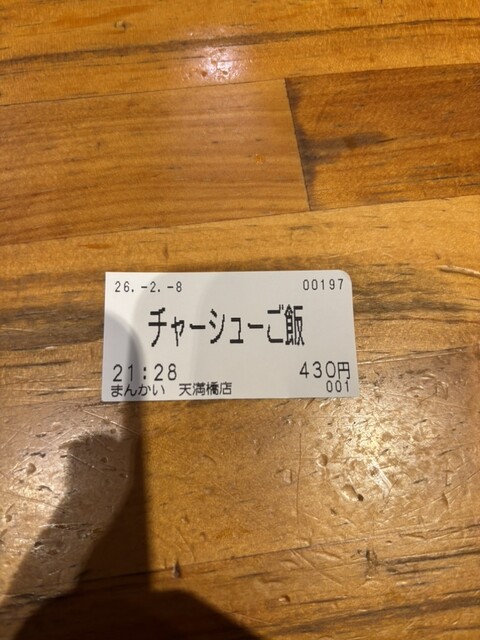 26.-2.-8 00197
チャーシューご飯
21:28 430円
まんかい 天満橋店 001